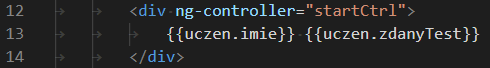 12 <div ng-controller="startCtrl">
13 {{uczen.imie}} {{uczen.zdanyTest}}
14 </div>